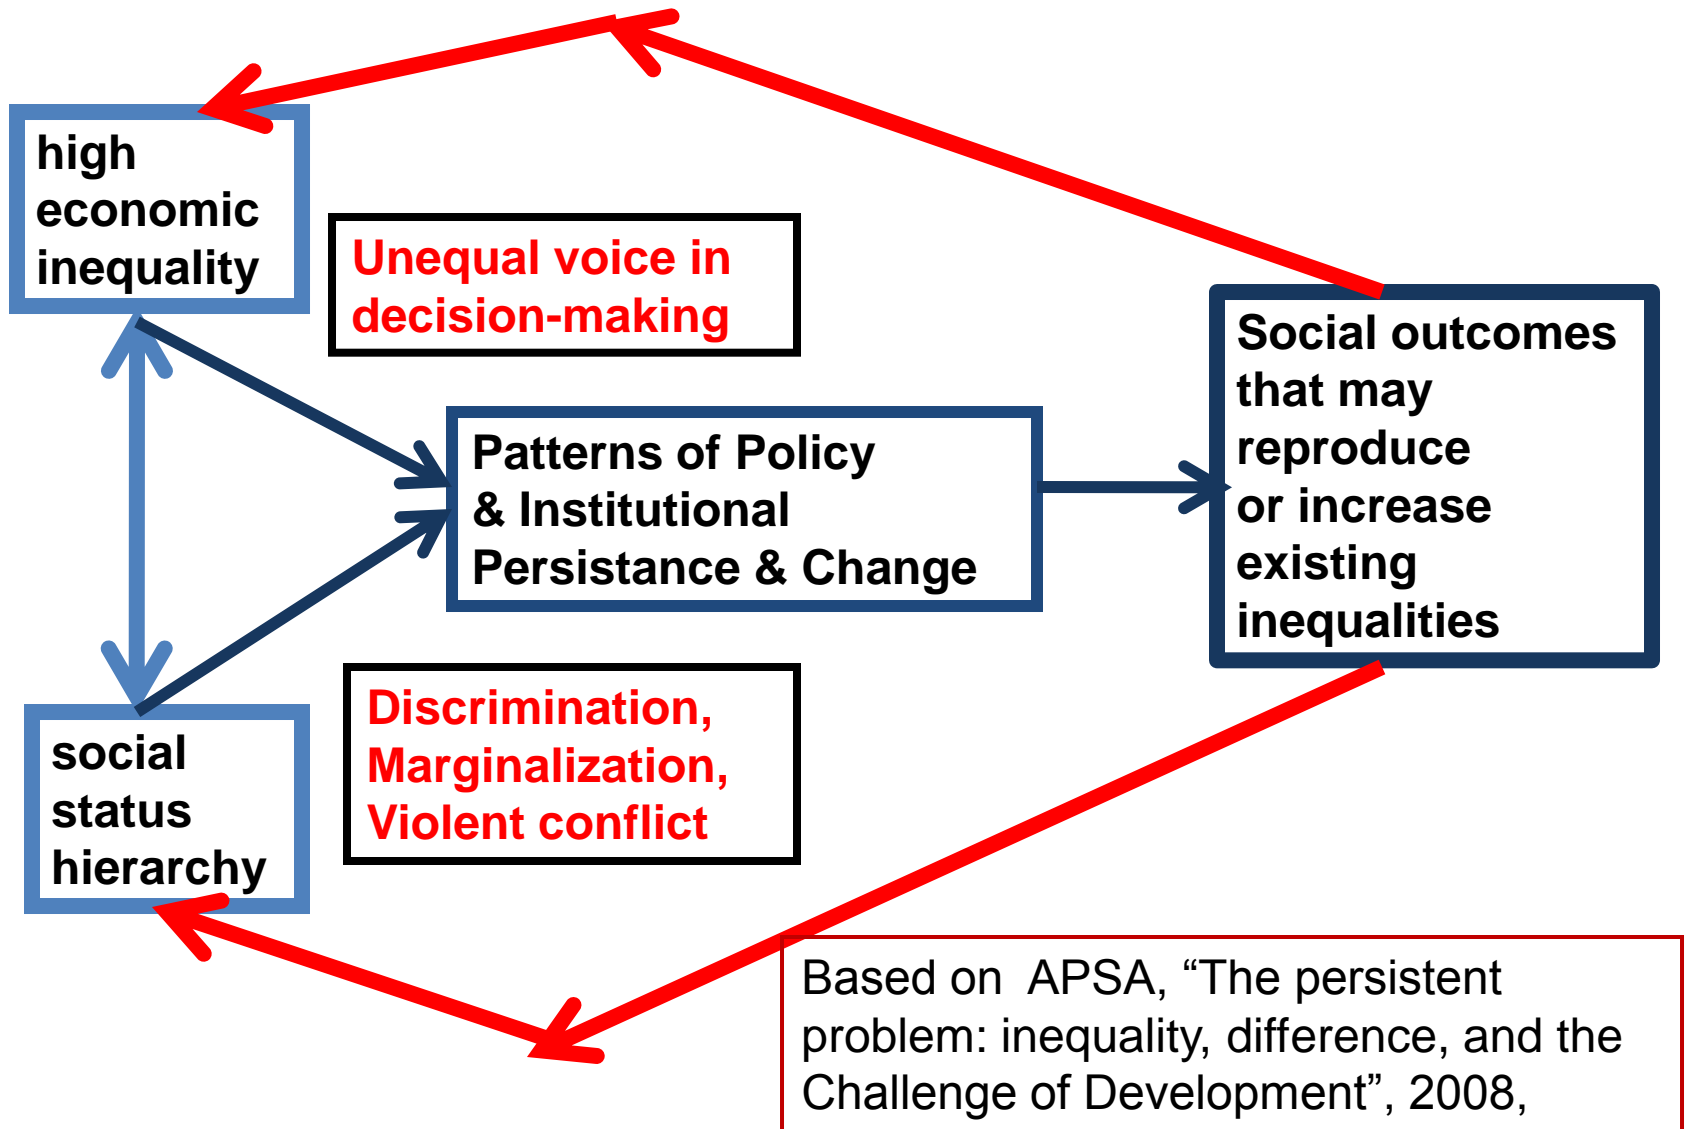 high
economic
inequality
Unequal voice in
decision-making
Social outcomes
that may
reproduce
or increase
existing
inequalities
Patterns of Policy
& Institutional
Persistance & Change
Discrimination,
Marginalization,
Violent conflict
social
status
hierarchy
Based on  APSA, “The persistent
problem: inequality, difference, and the
Challenge of Development”, 2008,